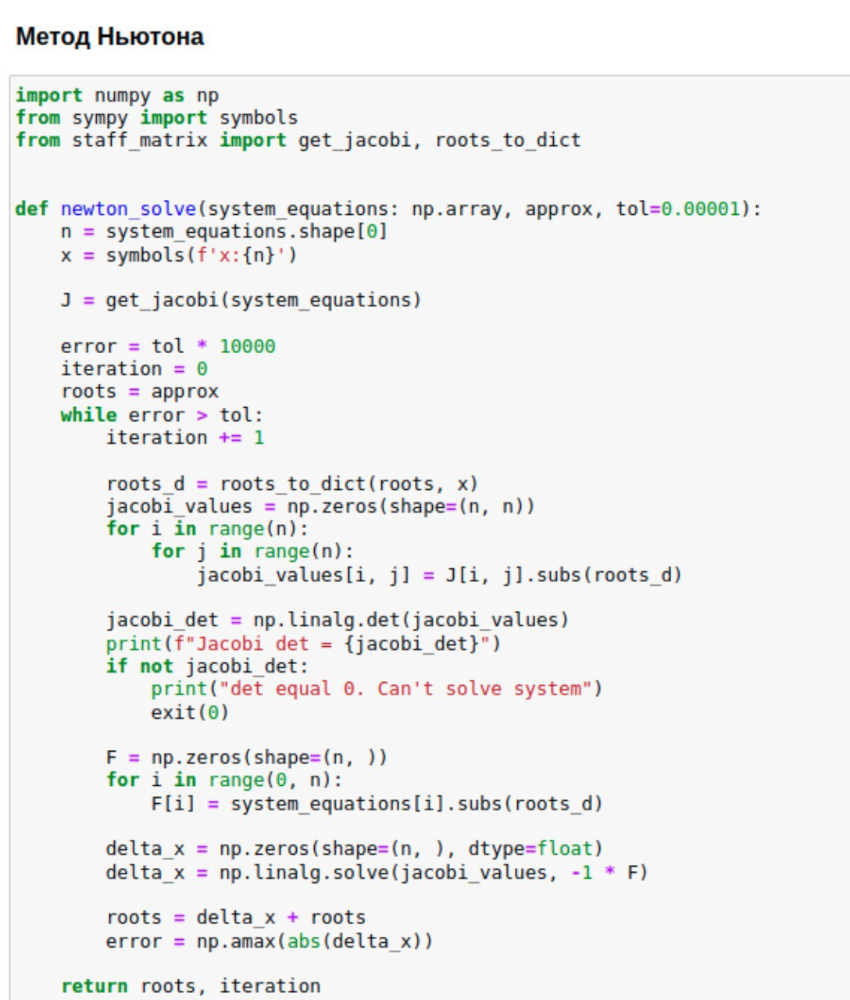 Метод Ньютона
import numpy as np
from sympy import symbols
from staff_matrix import get_jacobi, roots_to_dict
def newton_solve(system_equations: np.array, approx, tol=0.00001):
    n = system_equations.shape[0]
    x = symbols(f'x:{n}')
    J = get_jacobi(system_equations)
    error = tol * 10000
    iteration = 0
    roots = approx
    while error > tol:
        iteration += 1
        roots_d = roots_to_dict(roots, x)
        jacobi_values = np.zeros(shape=(n, n))
        for i in range(n):
            for j in range(n):
                jacobi_values[i, j] = J[i, j].subs(roots_d)
        jacobi_det = np.linalg.det(jacobi_values)
        print(f"Jacobi det = {jacobi_det}")
        if not jacobi_det:
            print("det equal 0. Can't solve system")
            exit(0)
        F = np.zeros(shape=(n, ))
        for i in range(0, n):
            F[i] = system_equations[i].subs(roots_d)
        delta_x = np.zeros(shape=(n, ), dtype=float)
        delta_x = np.linalg.solve(jacobi_values, -1 * F)
        roots = delta_x + roots
        error = np.amax(abs(delta_x))
    return roots, iteration